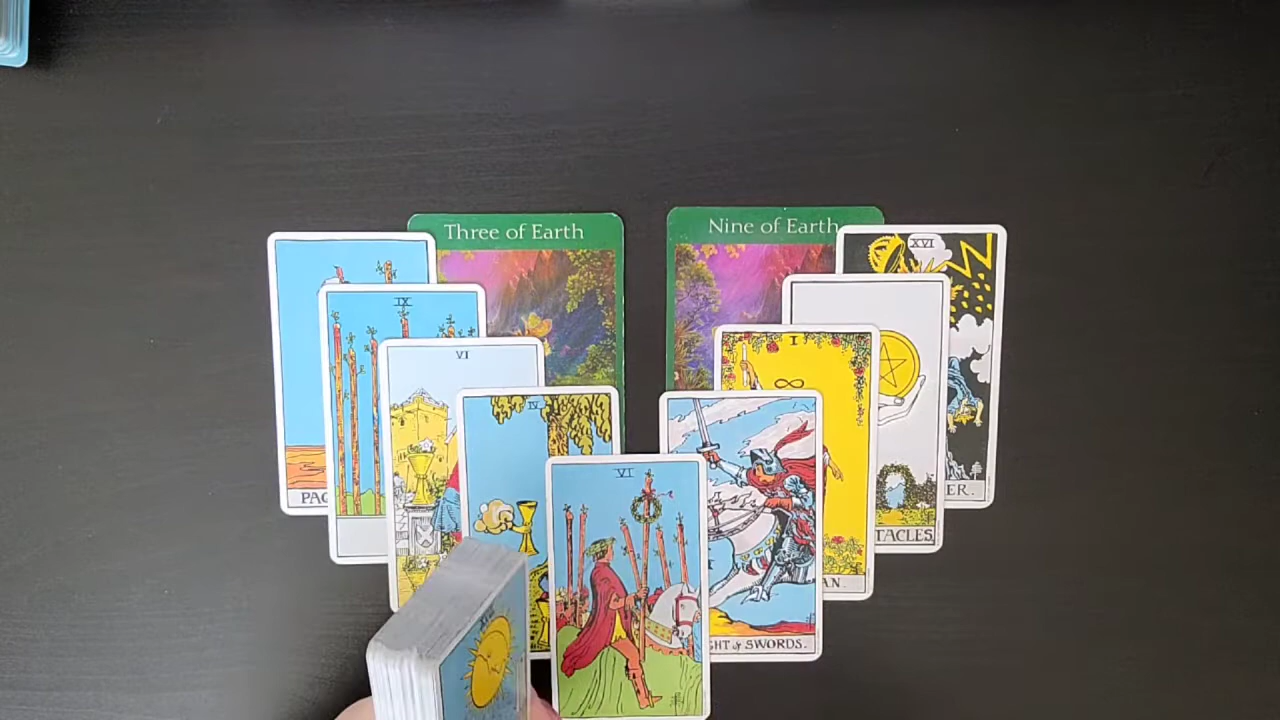 Three of Earth
Nine of Earth
XVI
IX
I
VI
IV
VI
PAG
ER.
TACLES
AN.
GHT of SWORDS.